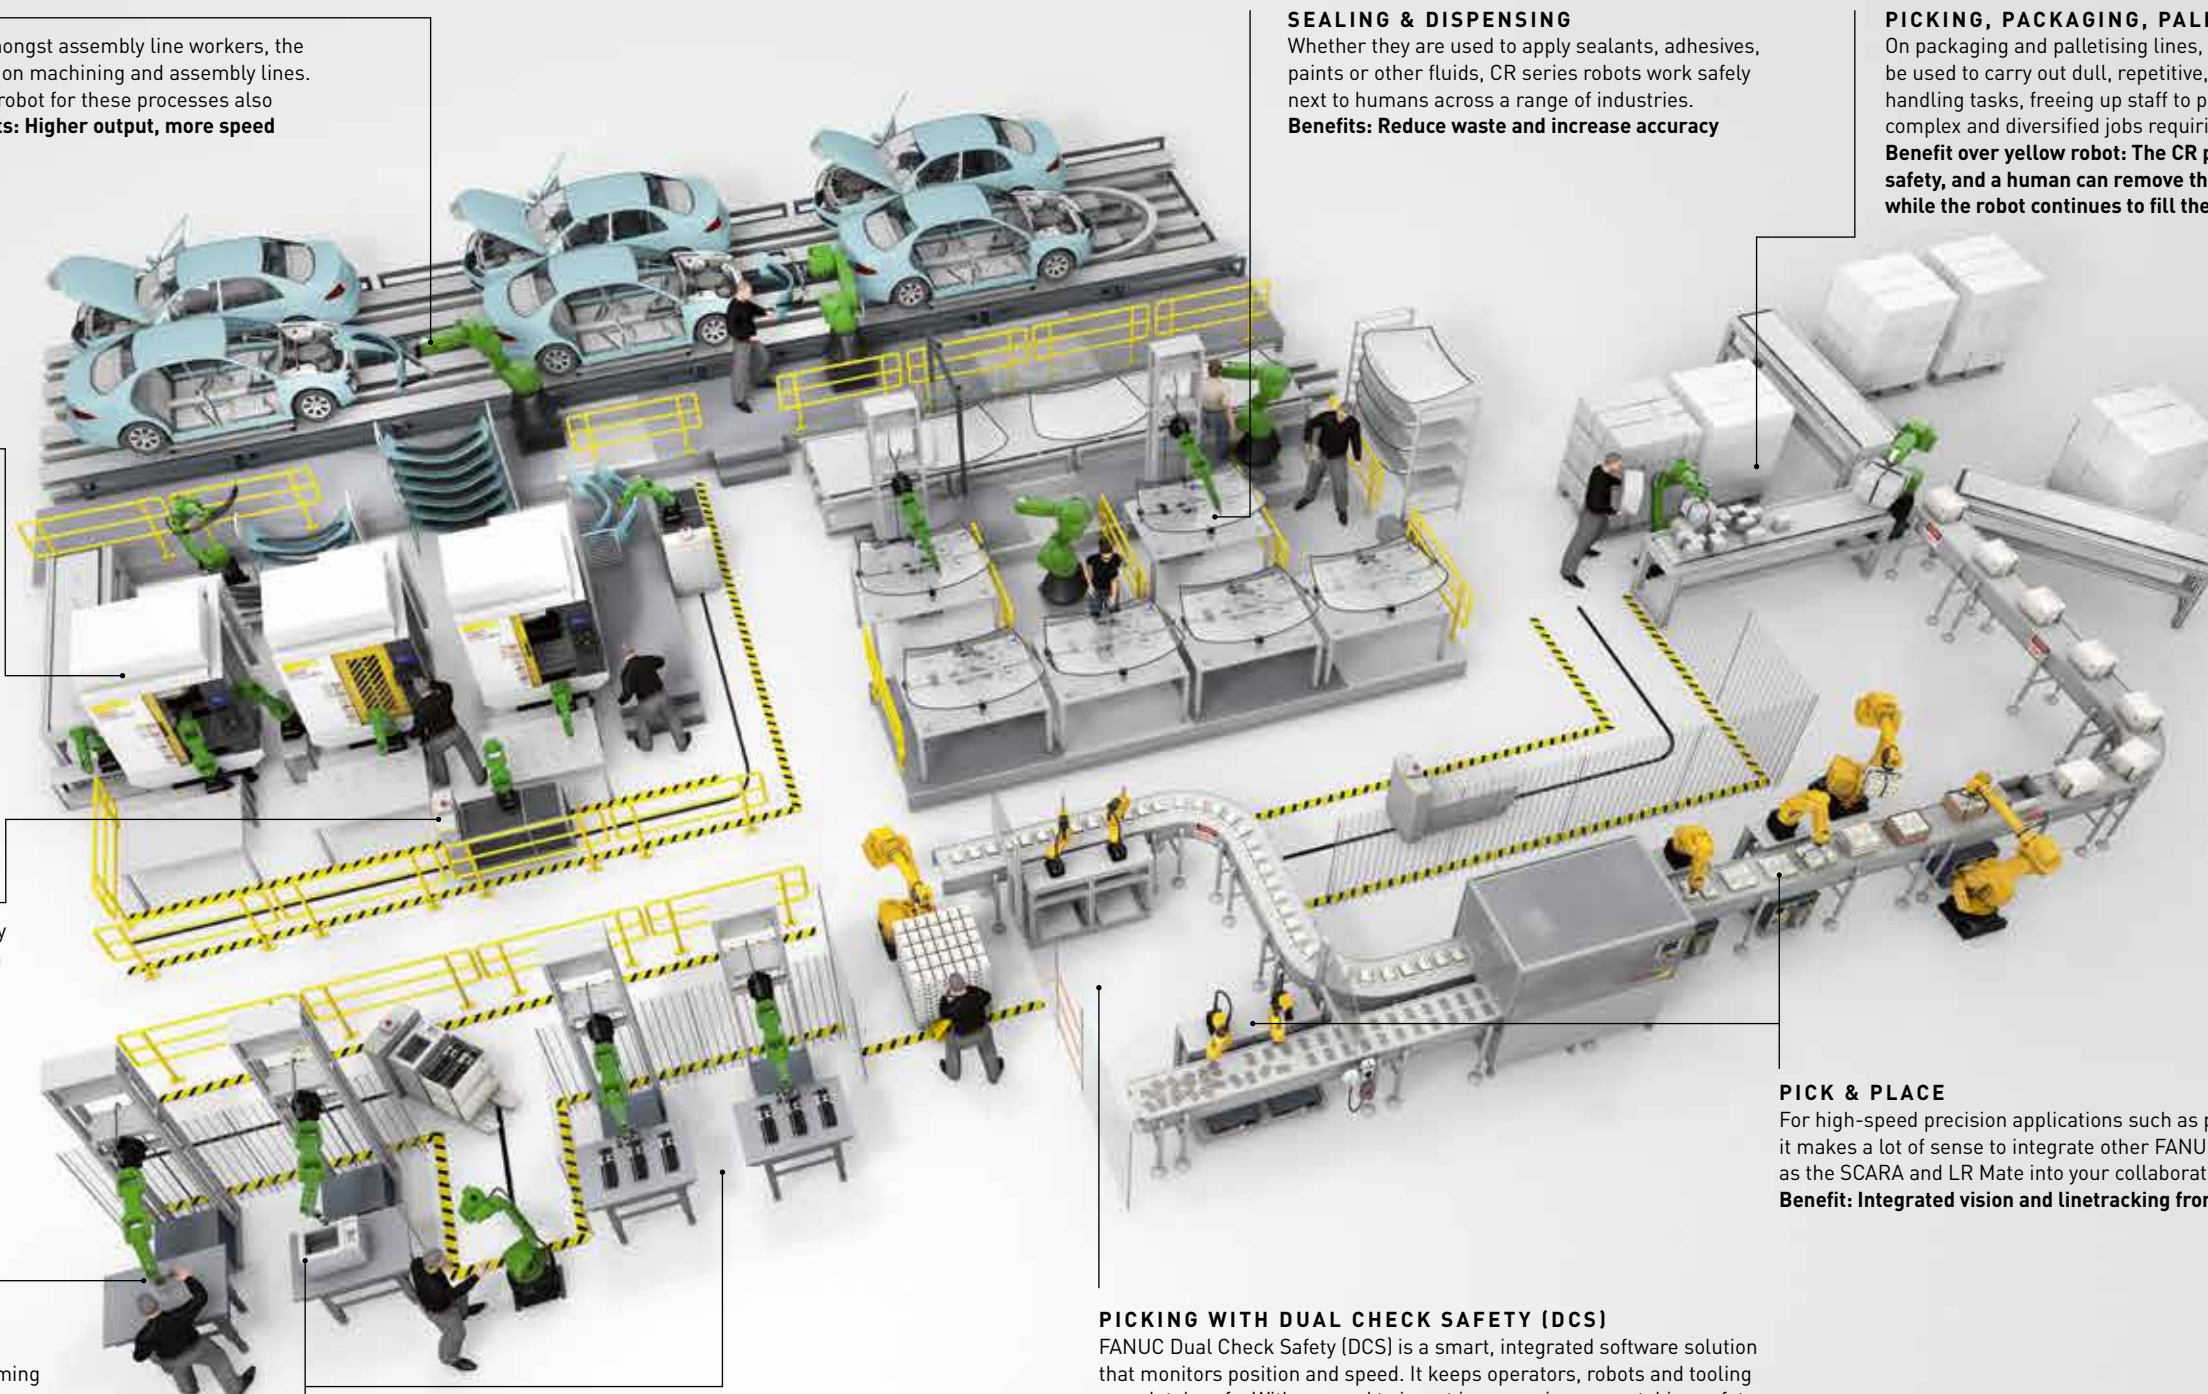 ongst assembly line workers, the
on machining and assembly lines.
robot for these processes also
ts: Higher output, more speed
SEALING & DISPENSING
Whether they are used to apply sealants, adhesives,
paints or other fluids, CR series robots work safely
next to humans across a range of industries.
Benefits: Reduce waste and increase accuracy
PICKING, PACKAGING, PAL
On packaging and palletising lines,
be used to carry out dull, repetitive,
handling tasks, freeing up staff to p
complex and diversified jobs requiri
Benefit over yellow robot: The CR p
safety, and a human can remove th
while the robot continues to fill the
y
PICK & PLACE
For high-speed precision applications such as p
it makes a lot of sense to integrate other FANU
as the SCARA and LR Mate into your collaborat
Benefit: Integrated vision and linetracking fro
ming
PICKING WITH DUAL CHECK SAFETY (DCS)
FANUC Dual Check Safety (DCS) is a smart, integrated software solution
that monitors position and speed. It keeps operators, robots and tooling